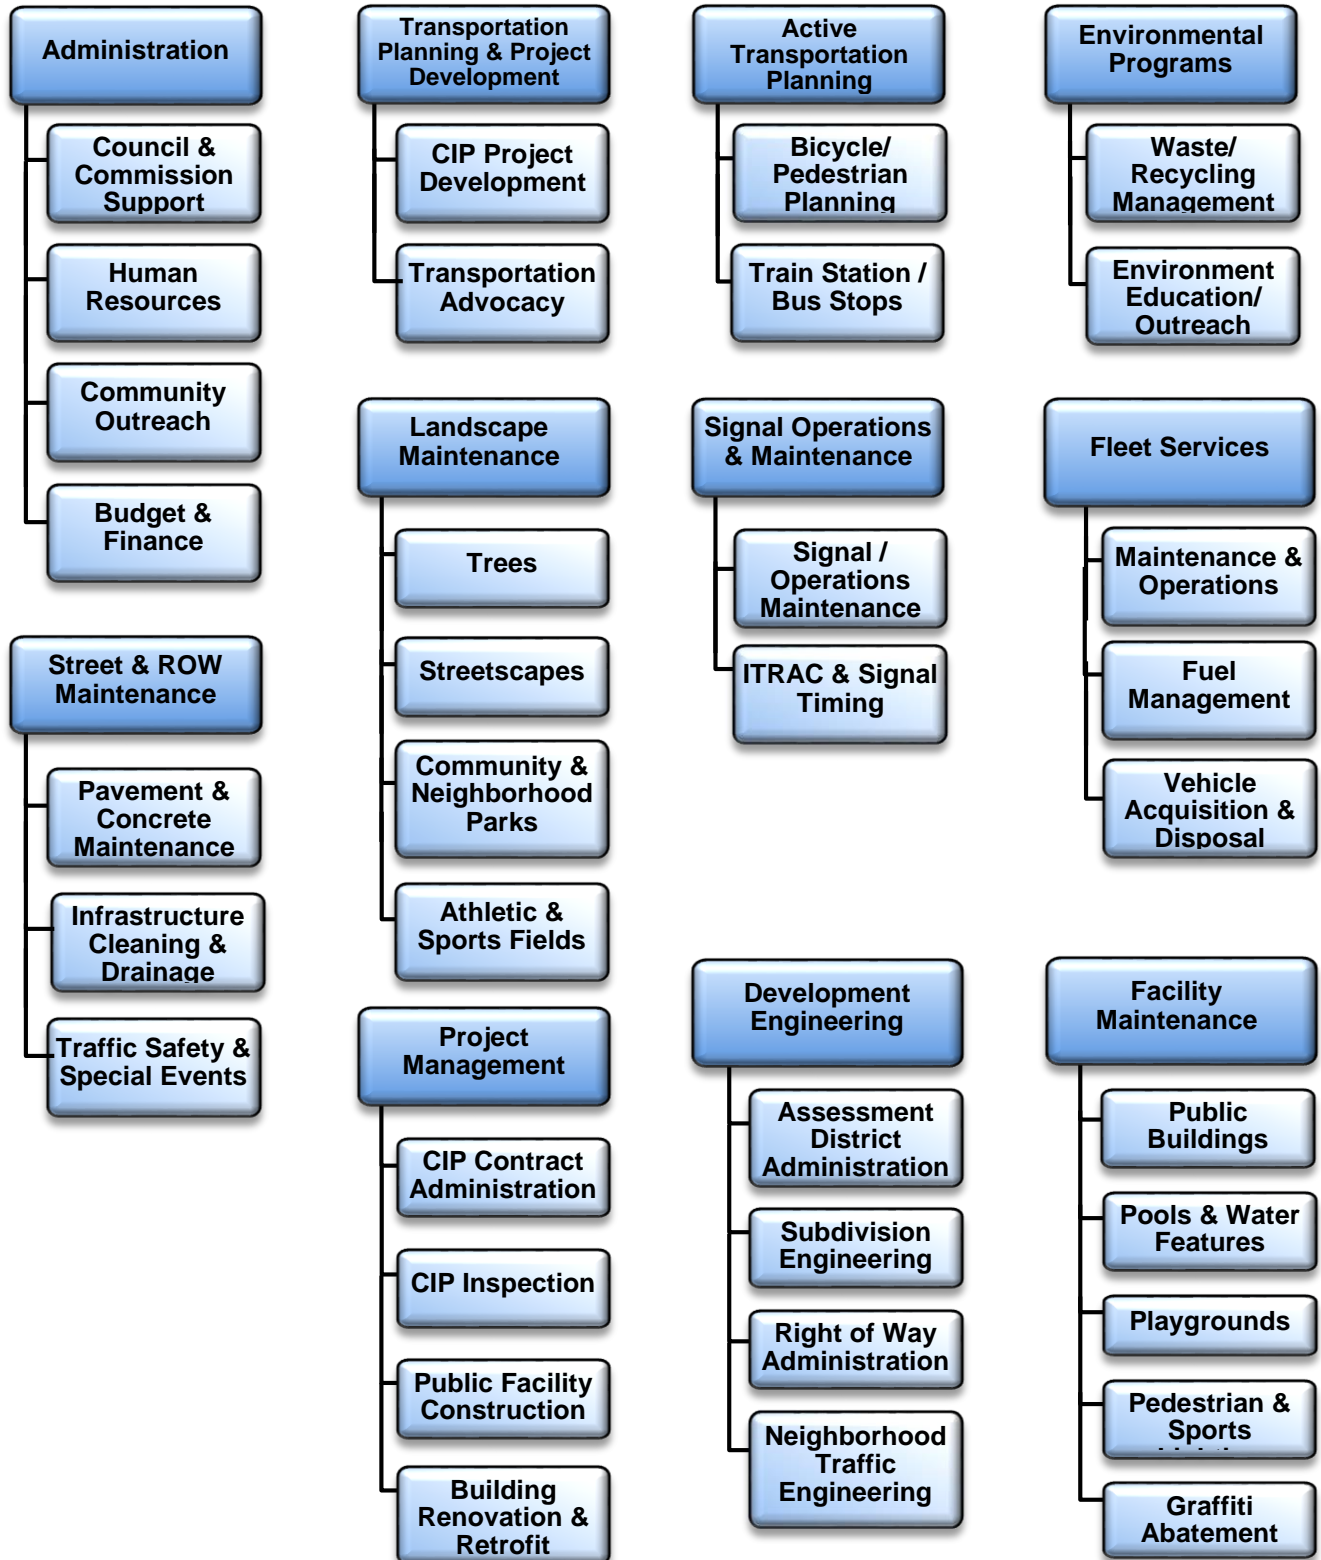 Administration
Council &
Commission
Support
Human
Resources
Community
Outreach
Budget &
Finance
Street & ROW
Maintenance
Pavement &
Concrete
Maintenance
Infrastructure
Cleaning &
Drainage
Traffic Safety &
Special Events
Transportation
Planning & Project
Development
CIP Project
Development
Transportation
Advocacy
Landscape
Maintenance
Trees
Streetscapes
Community &
Neighborhood
Parks
Athletic &
Sports Fields
Project
Management
CIP Contract
Administration
CIP Inspection
Public Facility
Construction
Building
Renovation &
Retrofit
Active
Transportation
Planning
Bicycle/
Pedestrian
Planning
Train Station /
Bus Stops
Signal Operations
& Maintenance
Signal /
Operations
Maintenance
ITRAC & Signal
Timing
Development
Engineering
Assessment
District
Administration
Subdivision
Engineering
Right of Way
Administration
Neighborhood
Traffic
Engineering
Environmental
Programs
Waste/
Recycling
Management
Environment
Education/
Outreach
Fleet Services
Maintenance &
Operations
Fuel
Management
Vehicle
Acquisition &
Disposal
Facility
Maintenance
Public
Buildings
Pools & Water
Features
Playgrounds
Pedestrian &
Sports
Graffiti
Abatement